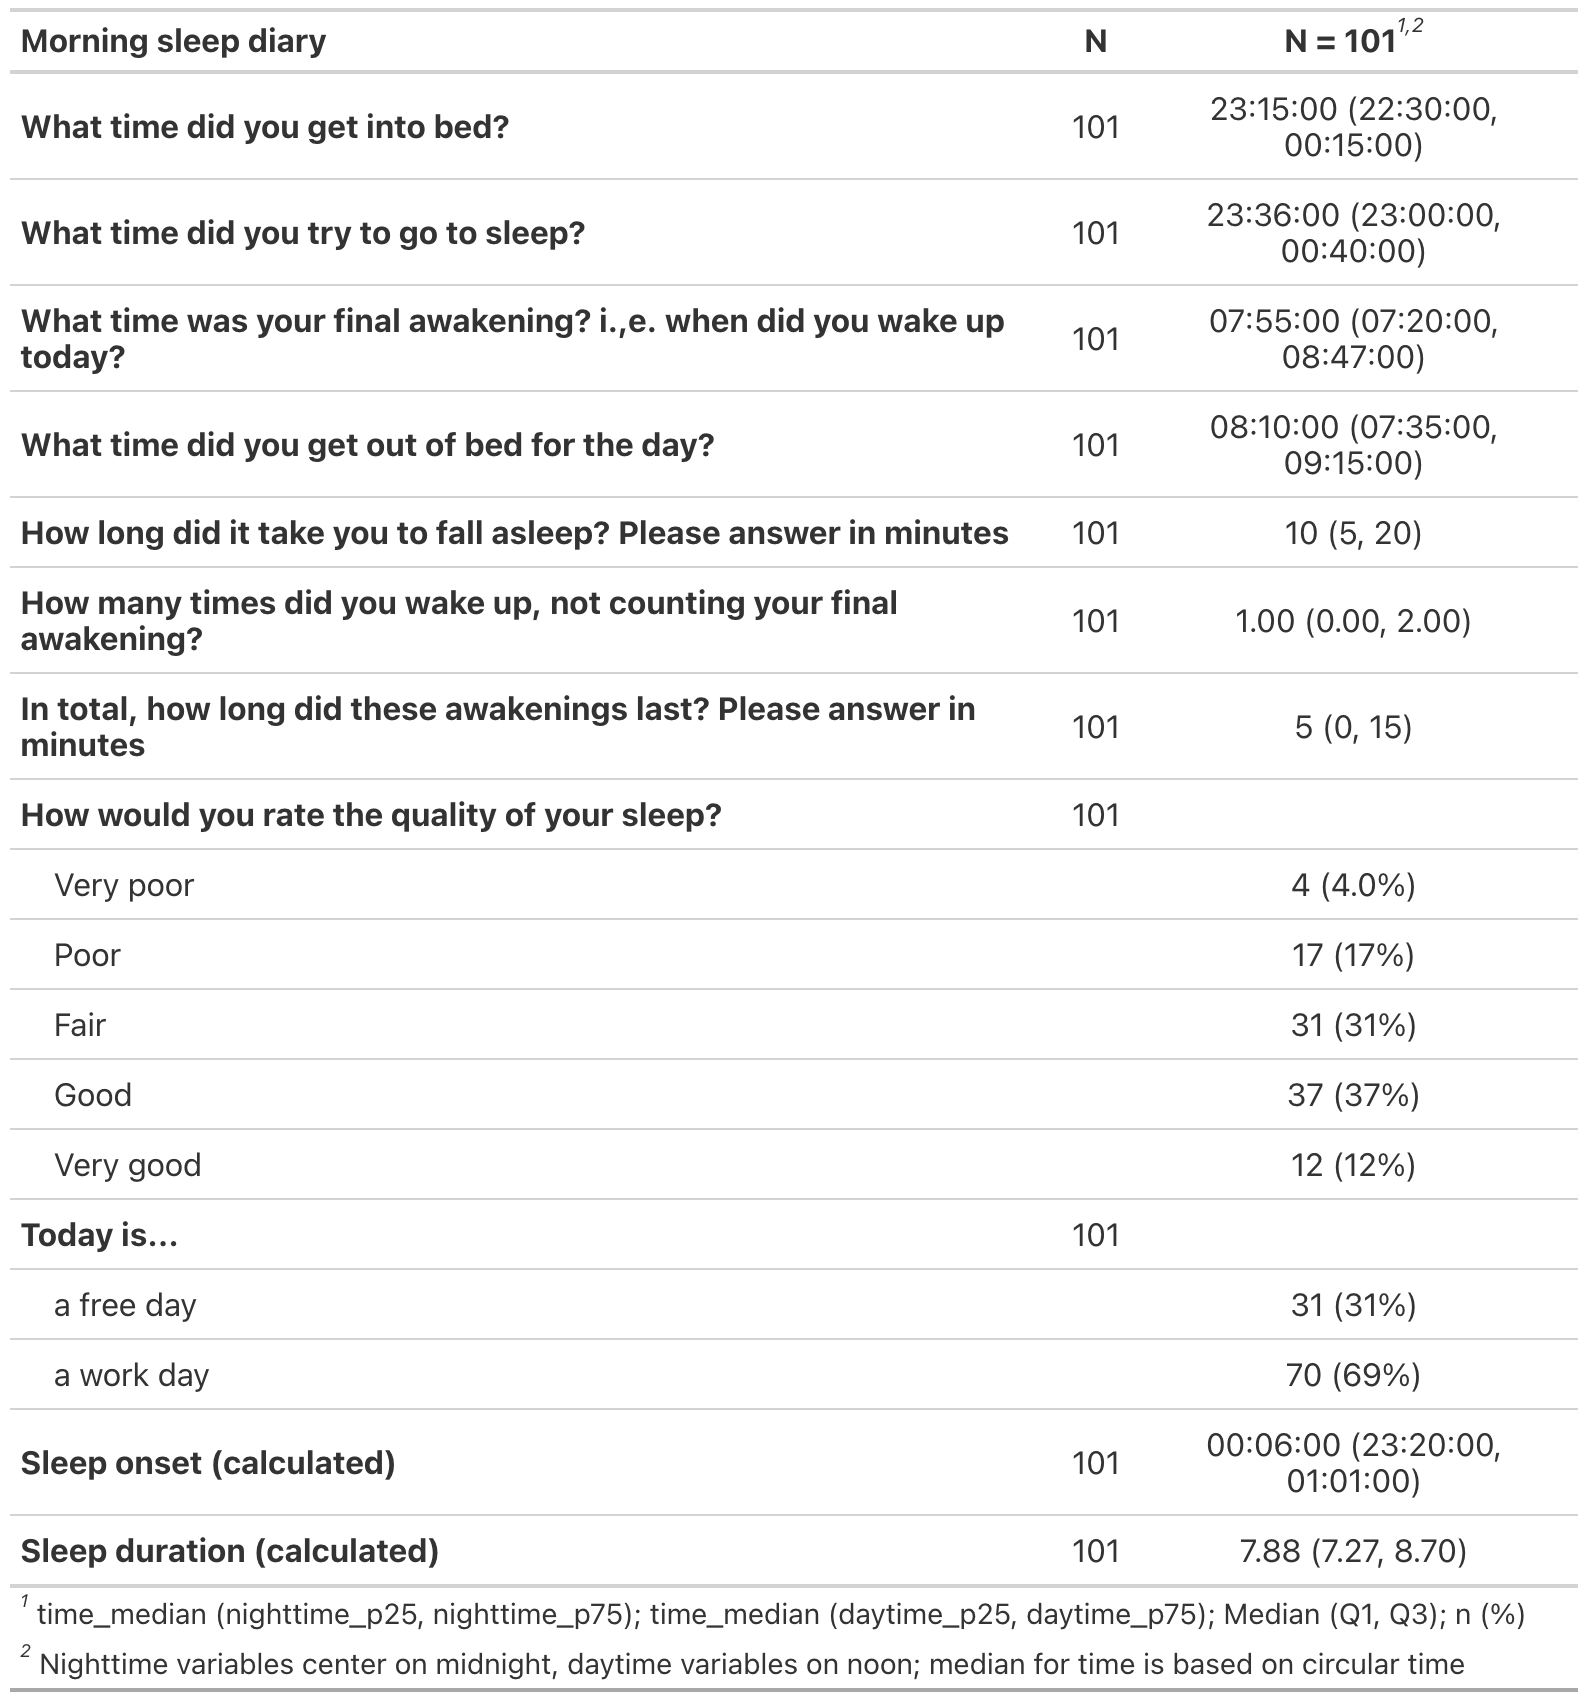 Morning sleep diary N N = 101 1,2
What time did you get into bed? 101 23:15:00 (22:30:00,
00:15:00)
What time did you try to go to sleep? 101 23:36:00 (23:00:00,
00:40:00)
What time was your final awakening? i.,e. when did you wake up
today? 101 07:55:00 (07:20:00,
08:47:00)
What time did you get out of bed for the day? 101 08:10:00 (07:35:00,
09:15:00)
How long did it take you to fall asleep? Please answer in minutes 101 10 (5, 20)
How many times did you wake up, not counting your final
awakening? 101 1.00 (0.00, 2.00)
In total, how long did these awakenings last? Please answer in
minutes 101 5 (0, 15)
How would you rate the quality of your sleep? 101
Very poor 4 (4.0%)
Poor 17 (17%)
Fair 31 (31%)
Good 37 (37%)
Very good 12 (12%)
Today is... 101
a free day 31 (31%)
a work day 70 (69%)
Sleep onset (calculated) 101 00:06:00 (23:20:00,
01:01:00)
Sleep duration (calculated) 101 7.88 (7.27, 8.70)
1 time_median (nighttime_p25, nighttime_p75); time_median (daytime_p25, daytime_p75); Median (Q1, Q3); n (%)
2 Nighttime variables center on midnight, daytime variables on noon; median for time is based on circular time